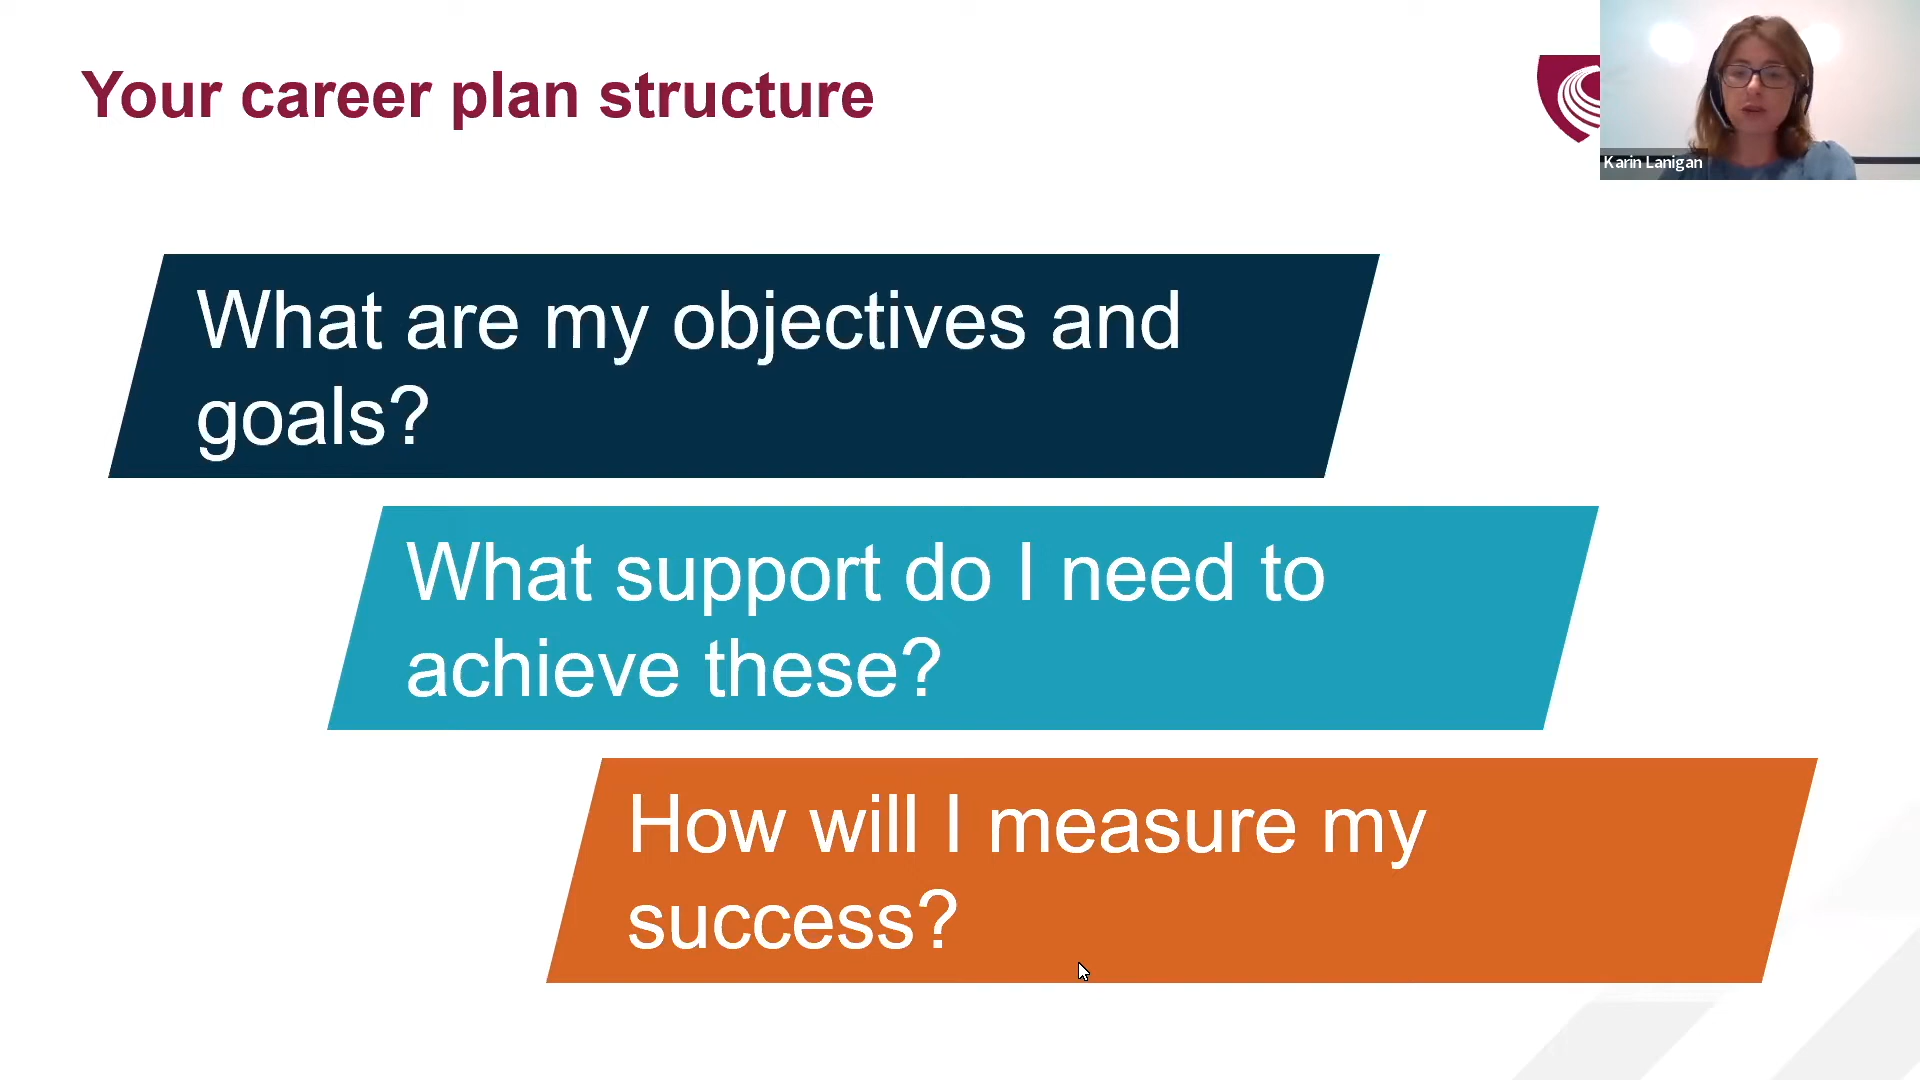 Your career plan structure
Karin Lanigan
What are my objectives and
goals?
What support do I need to
achieve these?
How will I measure my
success?